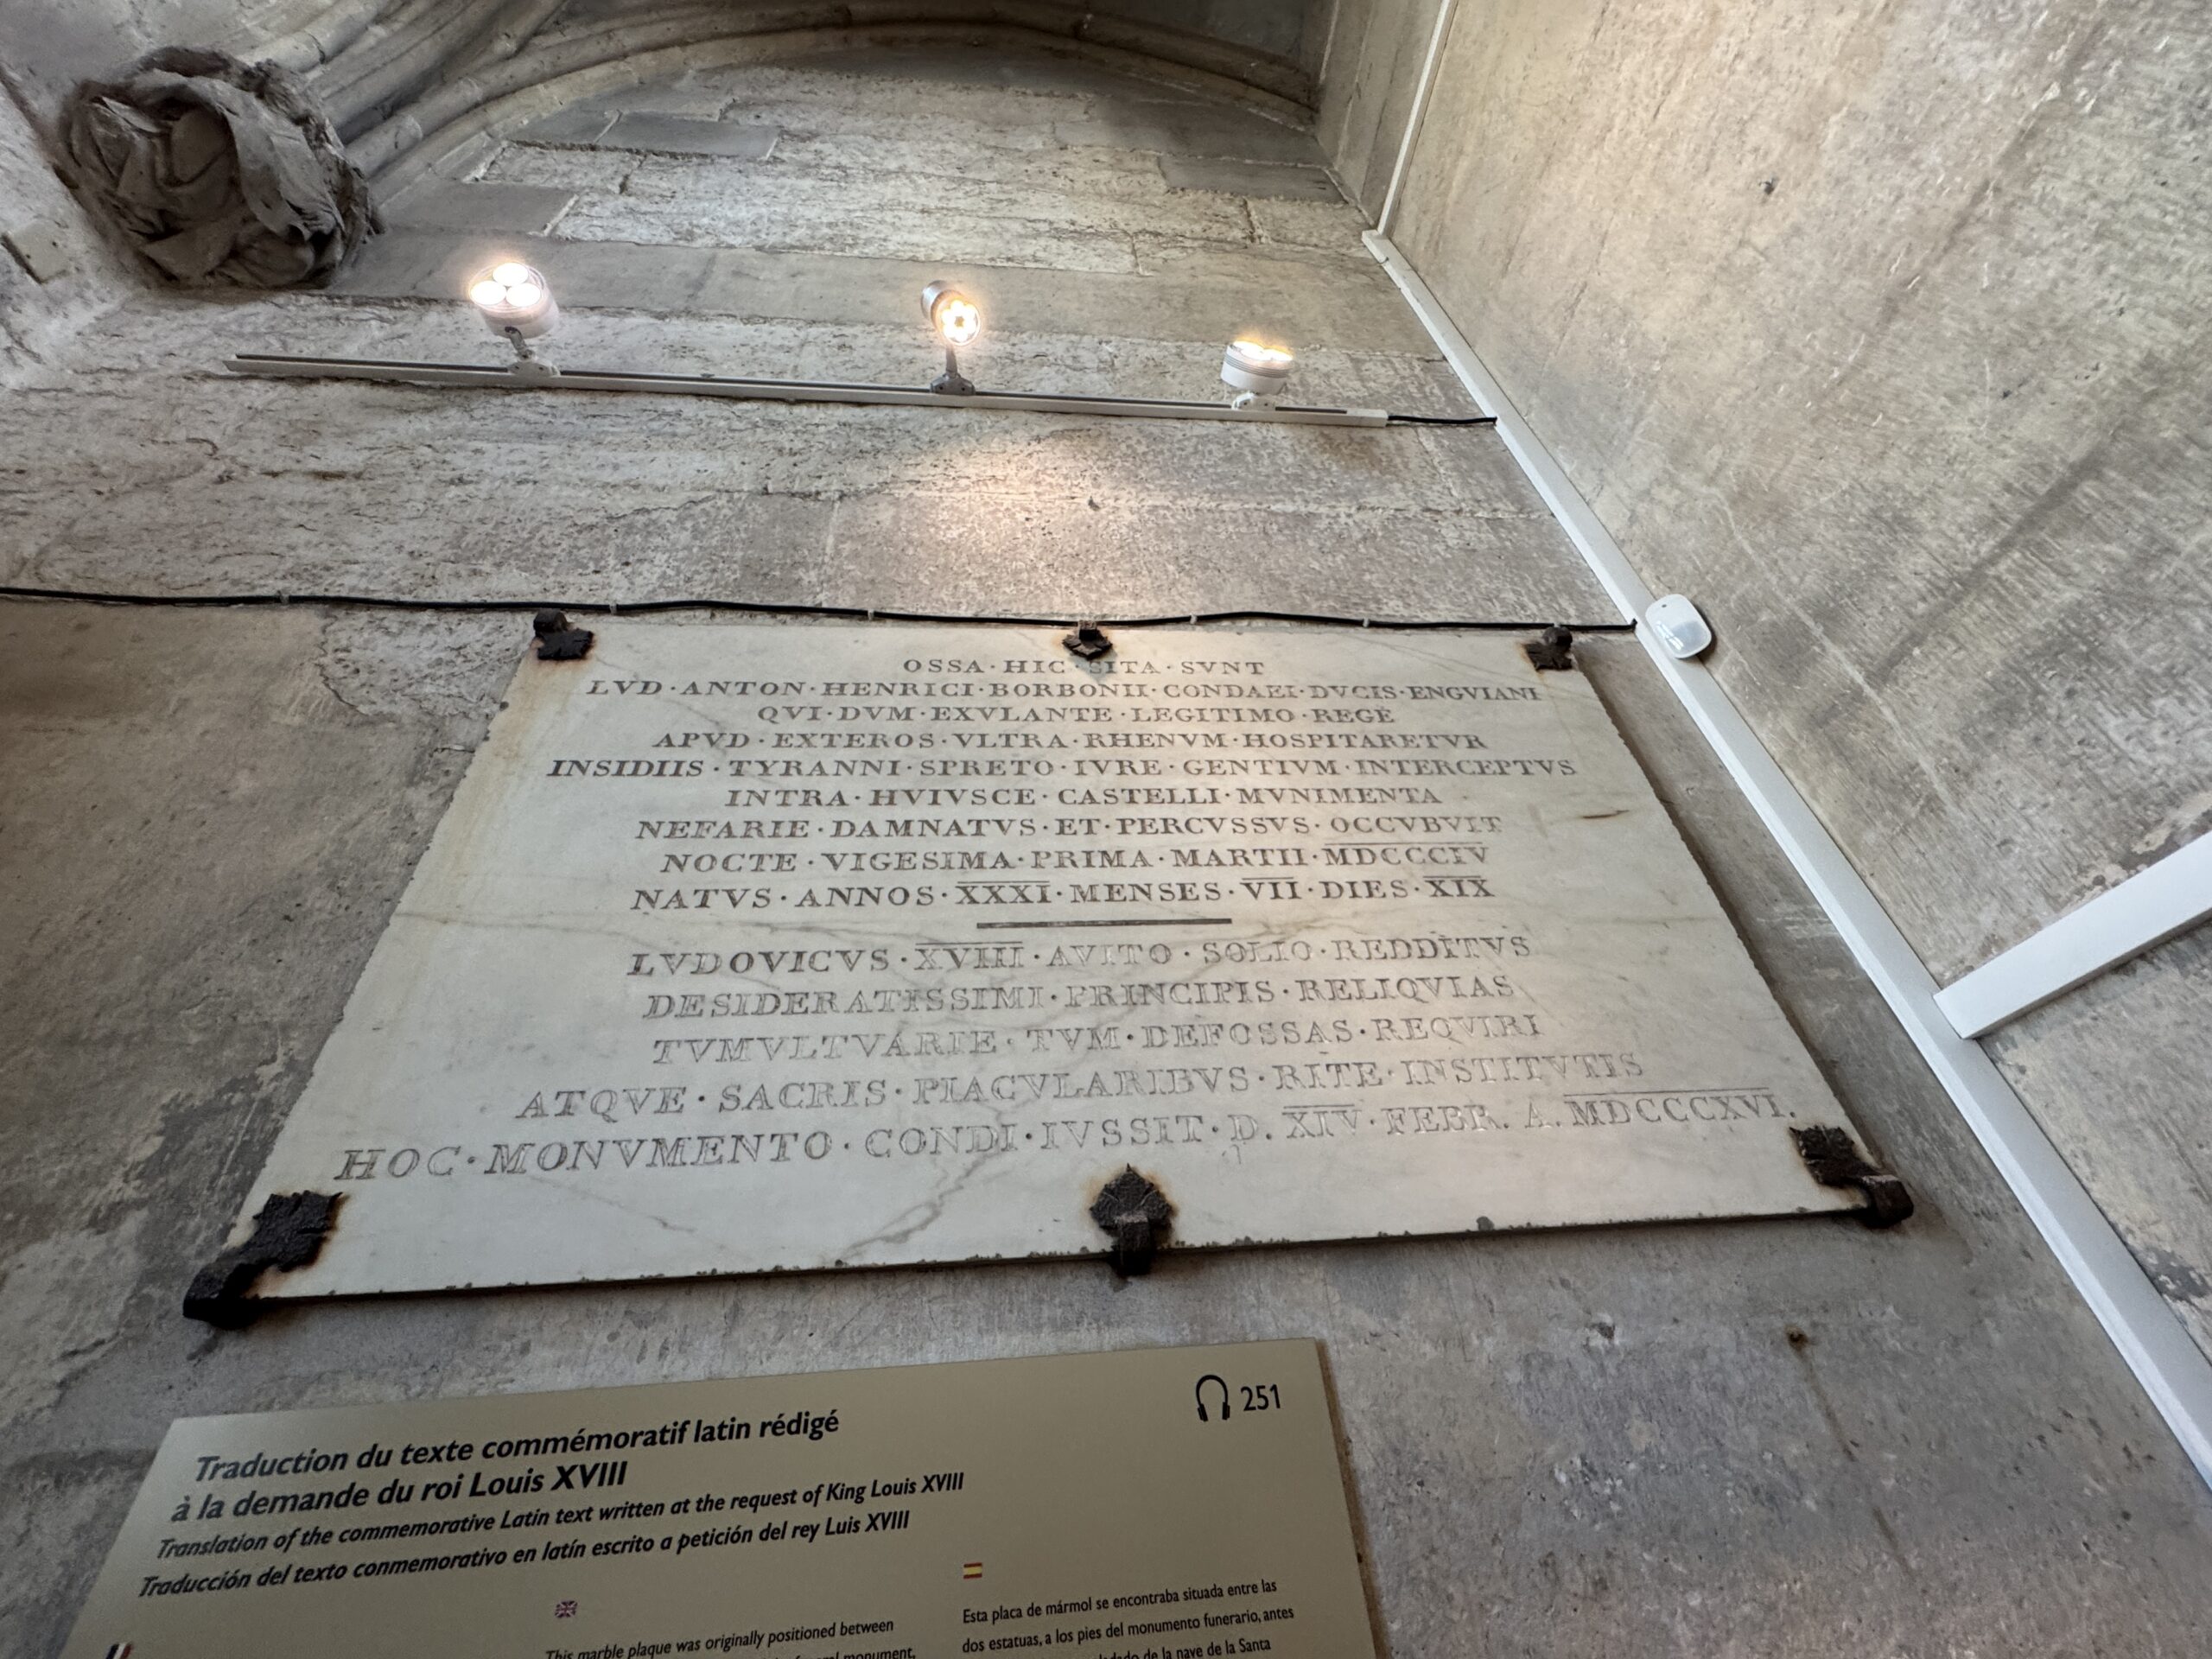 OSSA · HIC · SITA · SVNT
LVD · ANTON · HENRICI · BORBONII · CONDAEI · DVCIS · ENGVIANI
QVI · DVM · EXVLANTE · LEGITIMO · REGE
APVD · EXTEROS · VLTRA · RHENVM · HOSPITARETVR
INSIDIIS · TYRANNI · SPRETO · IVRE · GENTIVM · INTERCEPTVS
INTRA · HVIVSCE · CASTELLI · MVNIMENTA
NEFARIE · DAMNATVS · ET · PERCVSSVS · OCCVBVIT
NOCTE · VIGESIMA · PRIMA · MARTII · MDCCCIV
NATVS · ANNOS · XXXI · MENSES · VII · DIES · XIX
LVDOVICVS · XVIII · AVITO · SOLIO · REDDITVS
DESIDERATISSIMI · PRINCIPIS · RELIQVIAS
TVMVLTVARIE · TVM · DEFOSSAS · REQVIRI
ATQVE · SACRIS · PIACVLARIBVS · RITE · INSTITVTIS
HOC · MONVMENTO · CONDI · IVSSIT · D. XIV · FEBR. A. MDCCCXVI.
251
Traduction du texte commémoratif latin rédigé
à la demande du roi Louis XVIII
Translation of the commemorative Latin text written at the request of King Louis XVIII
Traducción del texto conmemorativo en latín escrito a petición del rey Luis XVIII
This marble plaque was originally positioned between
monument,
Esta placa de mármol se encontraba situada entre las
dos estatuas, a los pies del monumento funerario, antes
de la nave de la Santa